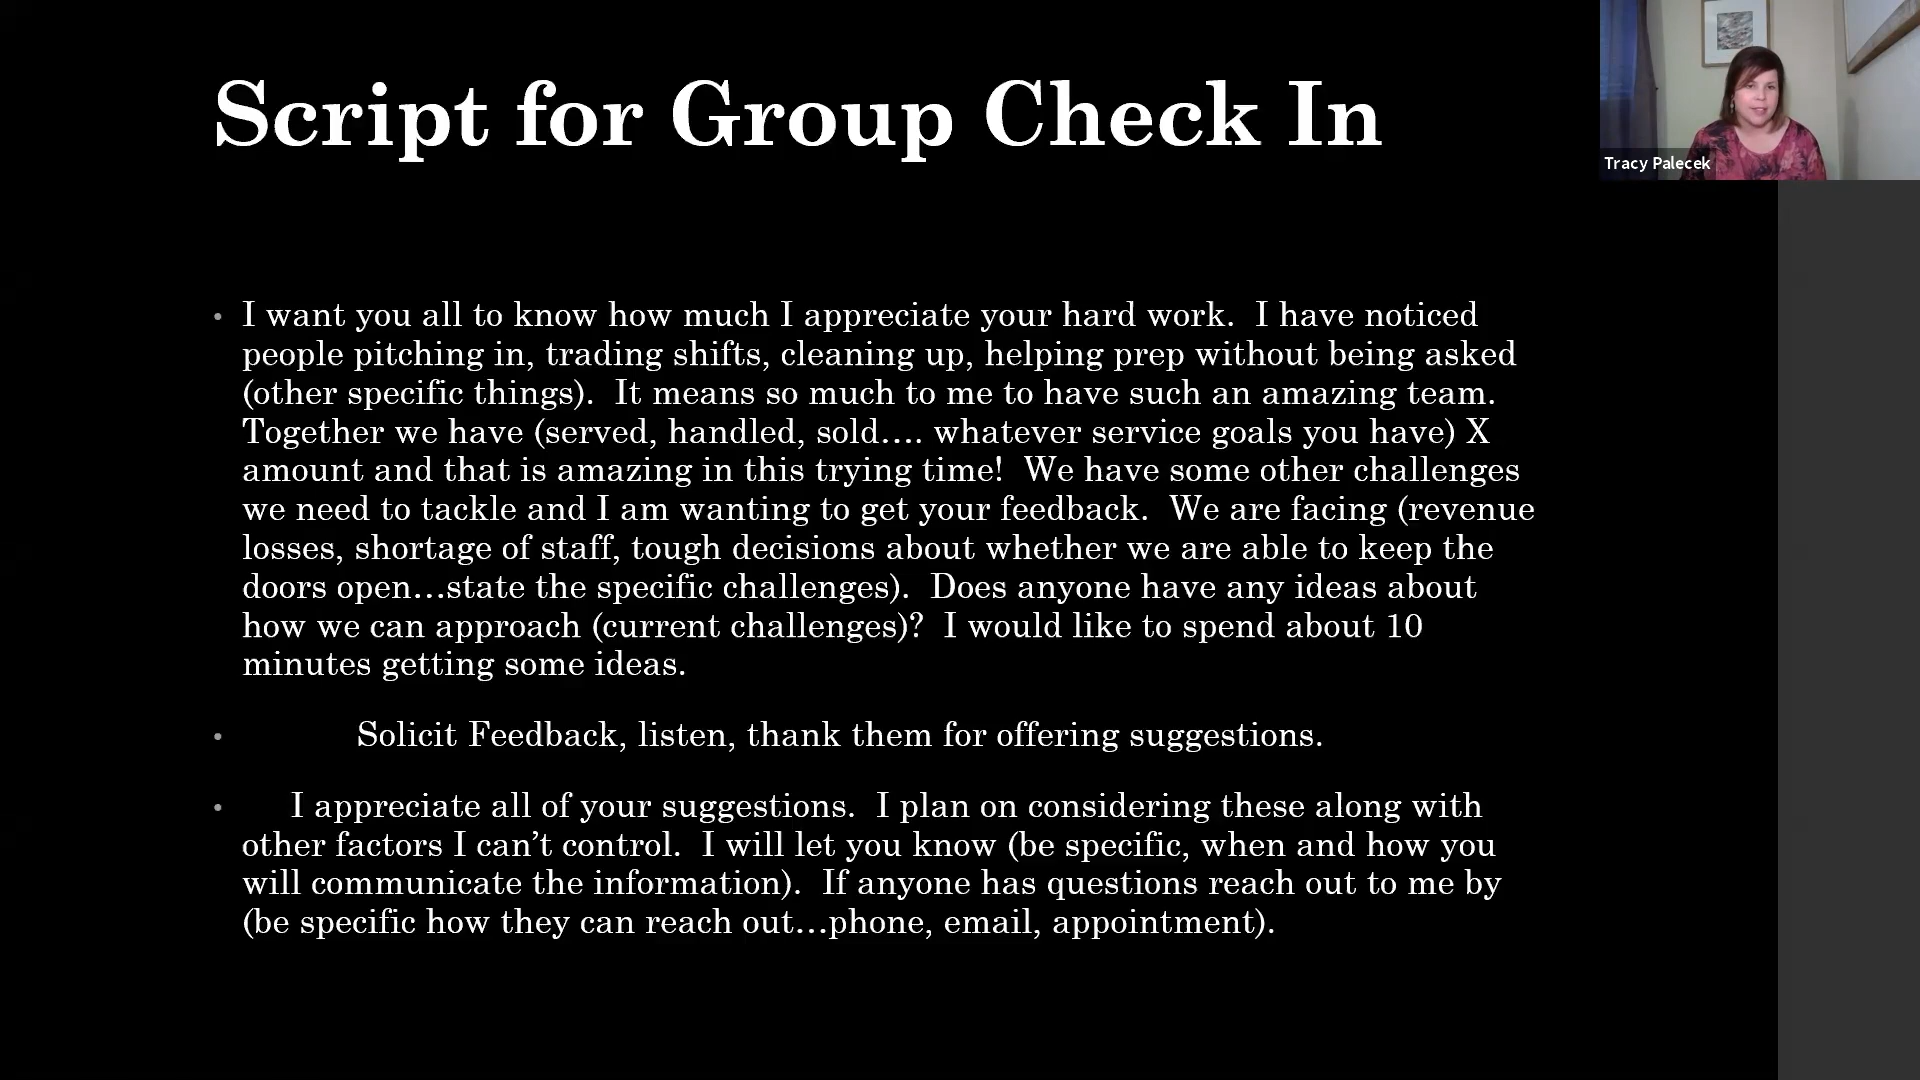 Script for Group Check In
Tracy Palecek
• I want you all to know how much I appreciate your hard work.  I have noticed
people pitching in, trading shifts, cleaning up, helping prep without being asked
(other specific things).  It means so much to me to have such an amazing team.
Together we have (served, handled, sold…. whatever service goals you have) X
amount and that is amazing in this trying time!  We have some other challenges
we need to tackle and I am wanting to get your feedback.  We are facing (revenue
losses, shortage of staff, tough decisions about whether we are able to keep the
doors open…state the specific challenges).  Does anyone have any ideas about
how we can approach (current challenges)?  I would like to spend about 10
minutes getting some ideas.
• Solicit Feedback, listen, thank them for offering suggestions.
• I appreciate all of your suggestions.  I plan on considering these along with
other factors I can’t control.  I will let you know (be specific, when and how you
will communicate the information).  If anyone has questions reach out to me by
(be specific how they can reach out…phone, email, appointment).